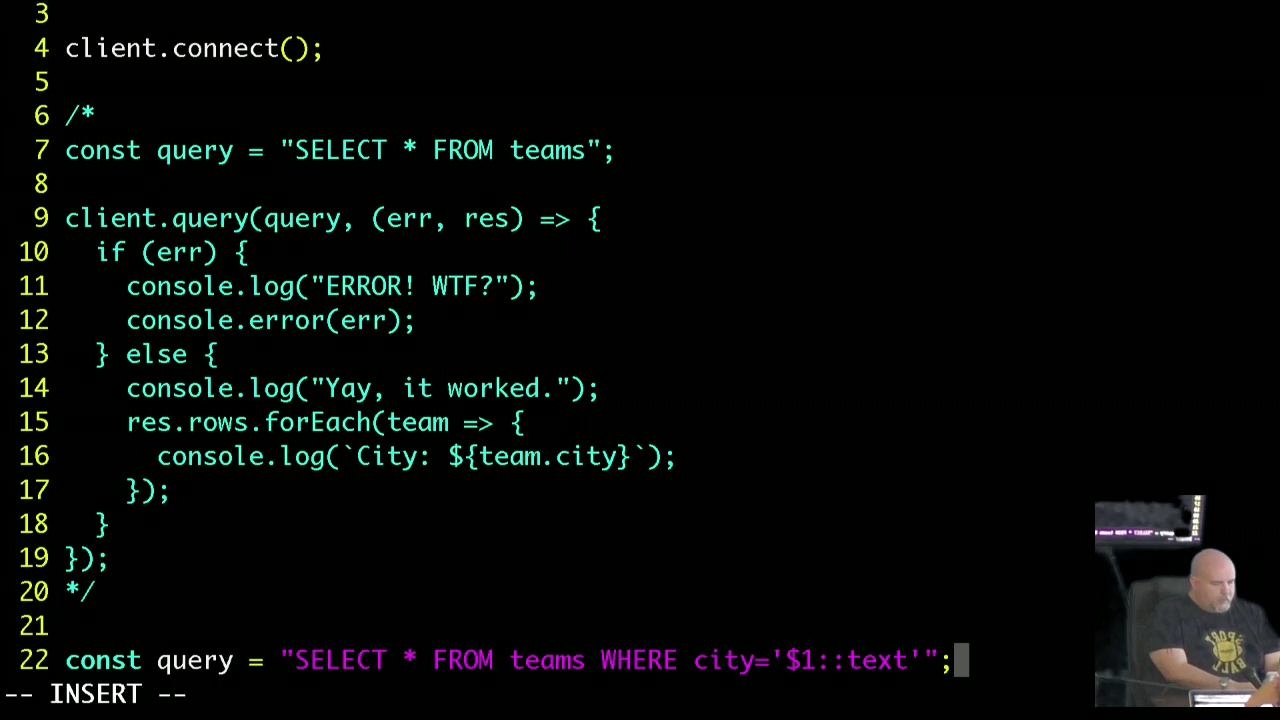 3
4 client.connect();
5
6 /*
7 const query = "SELECT * FROM teams";
8
9 client.query(query, (err, res) => {
10   if (err) {
11     console.log("ERROR! WTF?");
12     console.error(err);
13   } else {
14     console.log("Yay, it worked.");
15     res.rows.forEach(team => {
16       console.log(`City: ${team.city}`);
17     });
18   }
19 });
20 */
21
22 const query = "SELECT * FROM teams WHERE city='$1::text'";
-- INSERT --